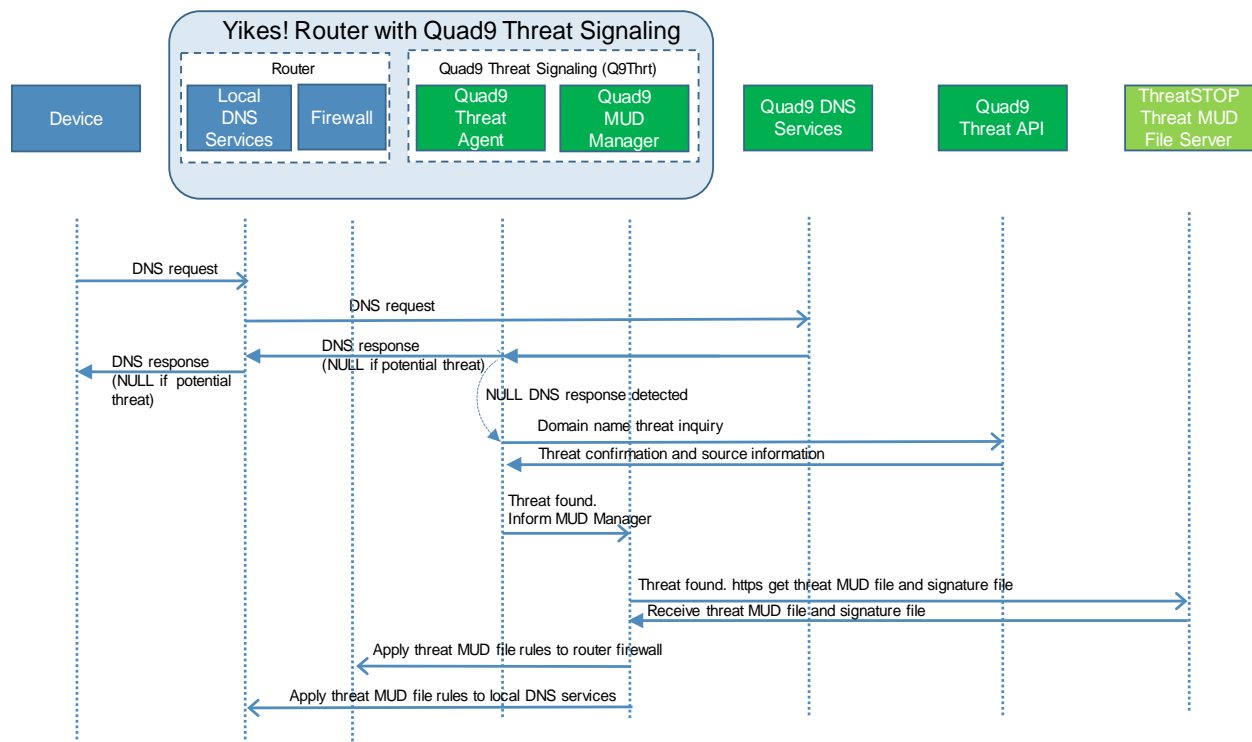 Yikes! Router with Quad9 Threat Signaling
Router
Quad9 Threat Signaling (Q9Thrt)
Device
Local
DNS
Services
Firewall
Quad9
Threat
Agent
Quad9
MUD
Manager
Quad9 DNS
Services
Quad9
Threat API
ThreatSTOP
Threat MUD
File Server
DNS request
DNS request
DNS response
(NULL if potential threat)
DNS response
(NULL if potential
threat)
NULL DNS response detected
Domain name threat inquiry
Threat confirmation and source information
Threat found.
Inform MUD Manager
Threat found. https get threat MUD file and signature file
Receive threat MUD file and signature file
Apply threat MUD file rules to router firewall
Apply threat MUD file rules to local DNS services